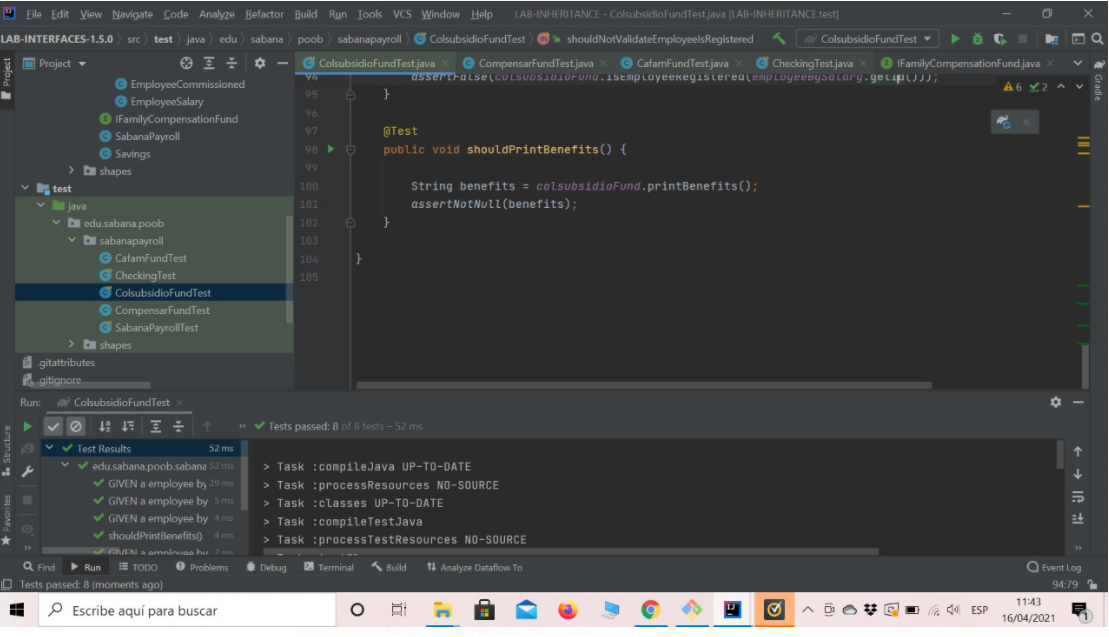 File Edit View Navigate Code Analyze Refactor Build Run Tools VCS Window Help LAB-INHERITANCE - ColsubsidioFundTest.java [LAB-INHERITANCE.test]
LAB-INTERFACES-1.5.0 src test java edu sabana poob sabanapayroll ColsubsidioFundTest shouldNotValidateEmployeeIsRegistered ColsubsidioFundTest
Project
Project
ColsubsidioFundTest.java CompensarFundTest.java CafamFundTest.java CheckingTest.java IFamilyCompensationFund.java
Gradle
EmployeeCommissioned
EmployeeSalary
IFamilyCompensationFund
SabanaPayroll
Savings
shapes
test
java
edu.sabana.poob
sabanapayroll
CafamFundTest
CheckingTest
ColsubsidioFundTest
CompensarFundTest
SabanaPayrollTest
shapes
.gitattributes
.gitignore
94 assertFalse(colsubsidioFund.isEmployeeRegistered(employeeBySalary.getId()));
6 2
95 }
96
97 @Test
98 public void shouldPrintBenefits() {
99
100 String benefits = colsubsidioFund.printBenefits();
101 assertNotNull(benefits);
102 }
103
104 }
105
Run: ColsubsidioFundTest
» Tests passed: 8 of 8 tests – 52 ms
Test Results 52 ms
edu.sabana.poob.sabana 52 ms
GIVEN a employee by 29 ms
GIVEN a employee by 5 ms
GIVEN a employee by 4 ms
shouldPrintBenefits() 4 ms
GIVEN a employee by 2 ms
> Task :compileJava UP-TO-DATE
> Task :processResources NO-SOURCE
> Task :classes UP-TO-DATE
> Task :compileTestJava
> Task :processTestResources NO-SOURCE
Structure
Favorites
Find Run TODO Problems Debug Terminal Build Analyze Dataflow To Event Log
Tests passed: 8 (moments ago) 94:79
Escribe aquí para buscar
ESP
11:43
16/04/2021
1